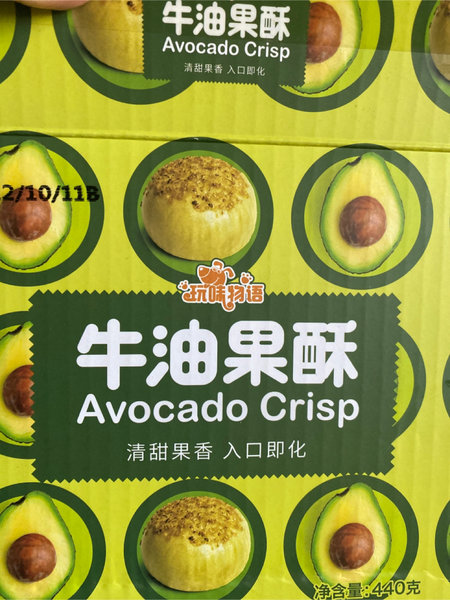 牛油果酥
Avocado Crisp
清甜果香 入口即化
2/10/11B
玩味物语
牛油果酥
Avocado Crisp
清甜果香 入口即化
净含量:440克